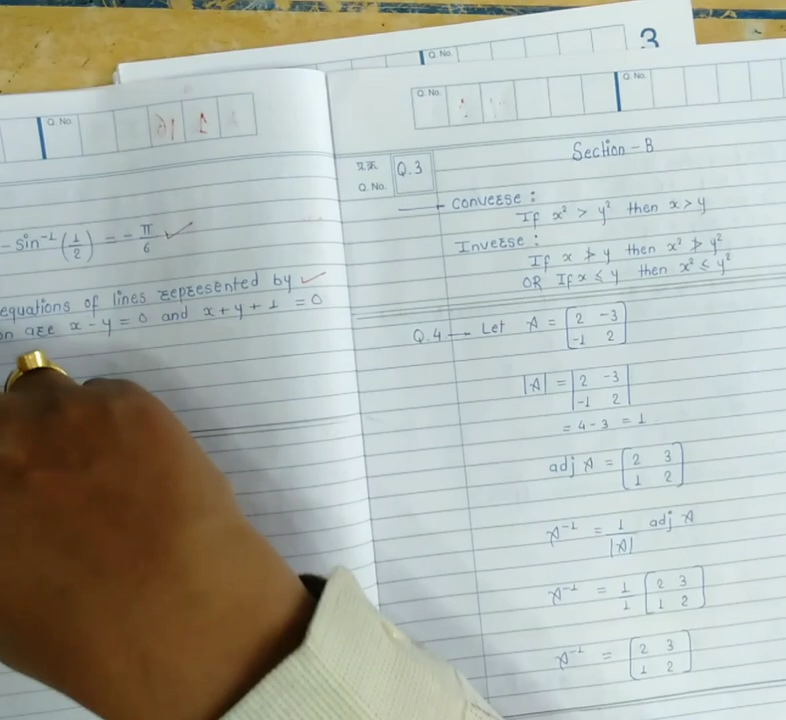 3
Q. No.
Q. No.
Q. No.
Q. No.
- sin⁻¹(1/2) = - π/6 ✓
equations of lines represented by ✓
are x - y = 0 and x + y + 1 = 0
Section - B
Q. No.
Q.3
Converse :
If x² > y² then x > y
Inverse :
If x ≯ y then x² ≯ y²
OR If x ≤ y then x² ≤ y²
Q.4 Let A = [2 -3
-1 2]
|A| = |2 -3
-1 2|
= 4 - 3 = 1
adj A = [2 3
1 2]
A⁻¹ = 1/|A| adj A
A⁻¹ = 1/1 [2 3
1 2]
A⁻¹ = [2 3
1 2]